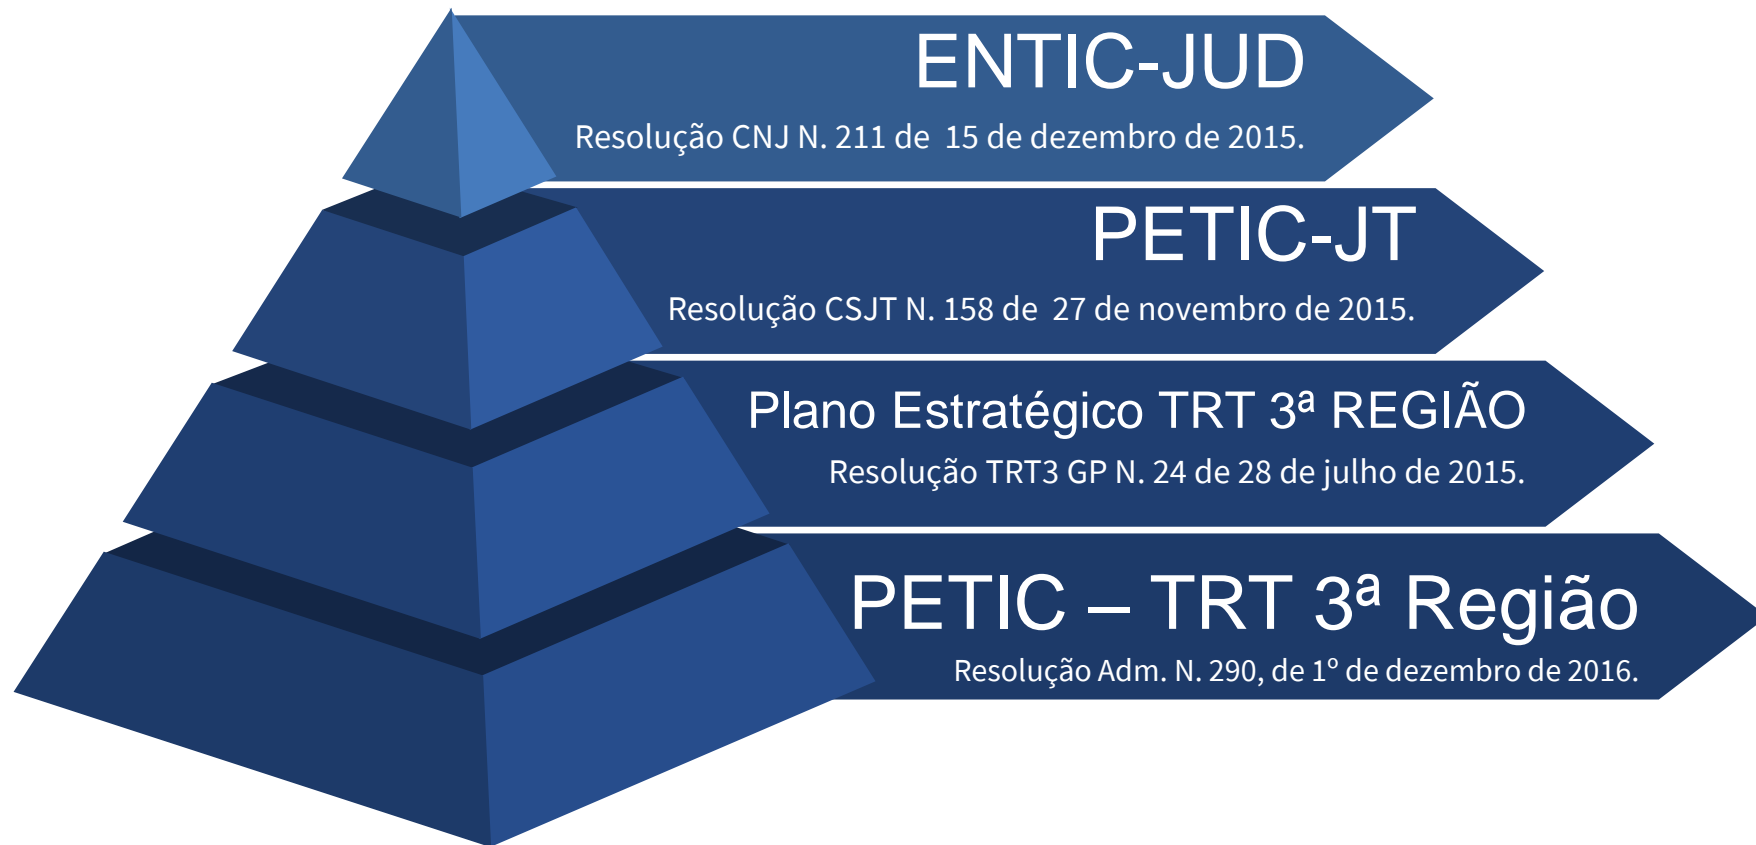 ENTIC-JUD
Resolução CNJ N. 211 de  15 de dezembro de 2015.
PETIC-JT
Resolução CSJT N. 158 de  27 de novembro de 2015.
Plano Estratégico TRT 3ª REGIÃO
Resolução TRT3 GP N. 24 de 28 de julho de 2015.
PETIC – TRT 3ª Região
Resolução Adm. N. 290, de 1º de dezembro de 2016.